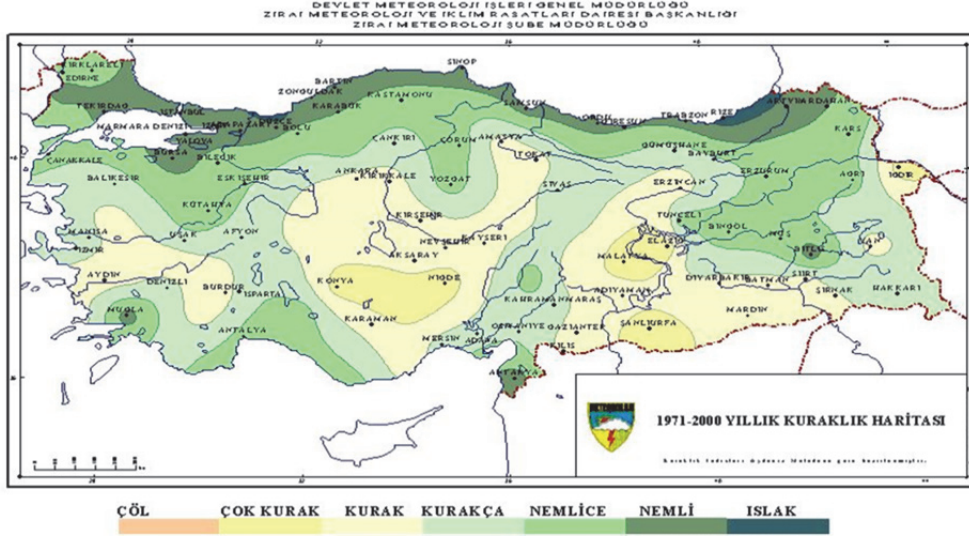 DEVLET METEOROLOJİ İŞLERİ GENEL MÜDÜRLÜĞÜ
ZİRAİ METEOROLOJİ VE İKLİM RASATLARI DAİRESİ BAŞKANLIĞI
ZİRAİ METEOROLOJİ ŞUBE MÜDÜRLÜĞÜ
SİNOP
KIRKLARELİ
EDİRNE
BARTIN
ZONGULDAK
KASTAMONU
KARABÜK
TEKİRDAG
İSTANBUL
SAMSUN
ORDU
GİRESUN
TRABZON
RİZE
ARTVİN
ARDAHAN
MARMARA DENİZİ
YALOVA
BOLU
KARS
ÇANKIRI
ÇORUM
AMASYA
TOKAT
GÜMÜŞHANE
BAYBURT
BURSA
BİLECİK
ÇANAKKALE
BALIKESİR
ESKİŞEHİR
ANKARA
KIRIKKALE
YOZGAT
SİVAS
ERZİNCAN
ERZURUM
AĞRI
IĞDIR
KÜTAHYA
KIRŞEHİR
TUNCELİ
BİNGÖL
MUŞ
MANİSA
İZMİR
UŞAK
AFYON
NEVŞEHİR
KAYSERİ
ELAZIĞ
BİTLİS
VAN
AKSARAY
MALATYA
AYDIN
DENİZLİ
BURDUR
ISPARTA
KONYA
NİĞDE
KAHRAMANMARAŞ
ADIYAMAN
DİYARBAKIR
BATMAN
SİİRT
ŞIRNAK
HAKKARİ
MUĞLA
ANTALYA
KARAMAN
MERSİN
ADANA
OSMANİYE
GAZİANTEP
KİLİS
ŞANLIURFA
MARDİN
ANTAKYA
METEOROLOJİ
1971-2000 YILLIK KURAKLIK HARİTASI
ÇÖL ÇOK KURAK KURAK KURAKÇA NEMLİCE NEMLİ ISLAK